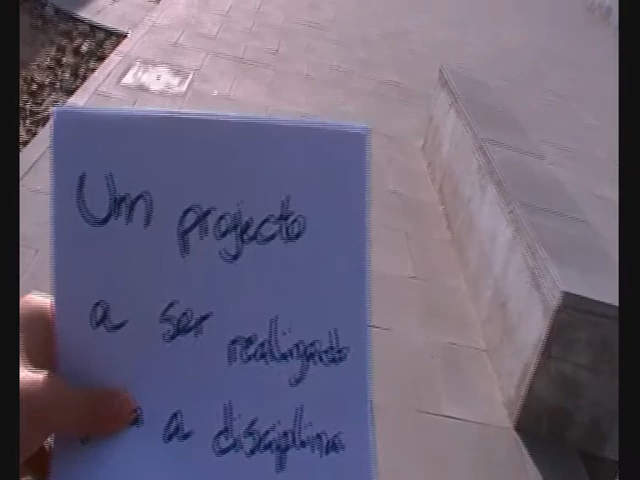 Um projecto
a ser realizado
a disciplina